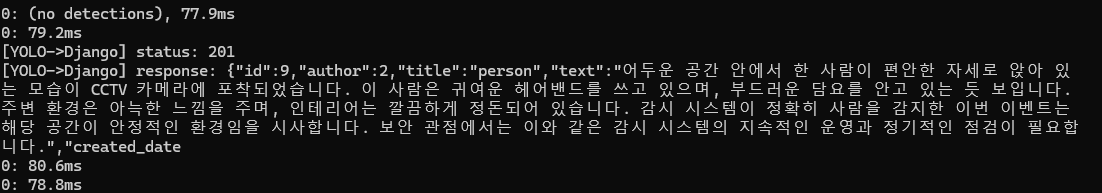 0: (no detections), 77.9ms
0: 79.2ms
[YOLO->Django] status: 201
[YOLO->Django] response: {"id":9,"author":2,"title":"person","text":"어두운 공간 안에서 한 사람이 편안한 자세로 앉아 있
는 모습이 CCTV 카메라에 포착되었습니다. 이 사람은 귀여운 헤어밴드를 쓰고 있으며, 부드러운 담요를 안고 있는 듯 보입니다.
주변 환경은 아늑한 느낌을 주며, 인테리어는 깔끔하게 정돈되어 있습니다. 감시 시스템이 정확히 사람을 감지한 이번 이벤트는
해당 공간이 안정적인 환경임을 시사합니다. 보안 관점에서는 이와 같은 감시 시스템의 지속적인 운영과 정기적인 점검이 필요합
니다.","created_date
0: 80.6ms
0: 78.8ms